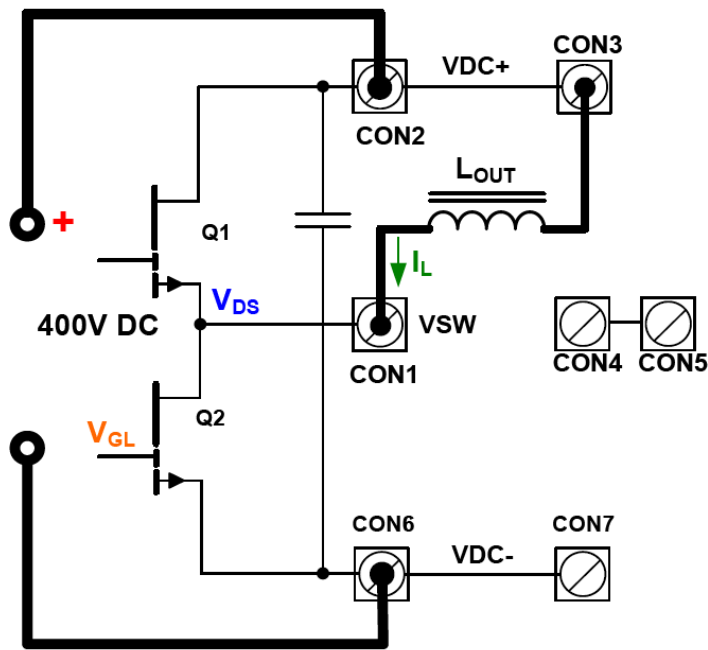 CON3
VDC+
CON2
LOUT
+
Q1
IL
VDS
400V DC
VSW
CON1
CON4
CON5
Q2
VGL
CON6
CON7
VDC-